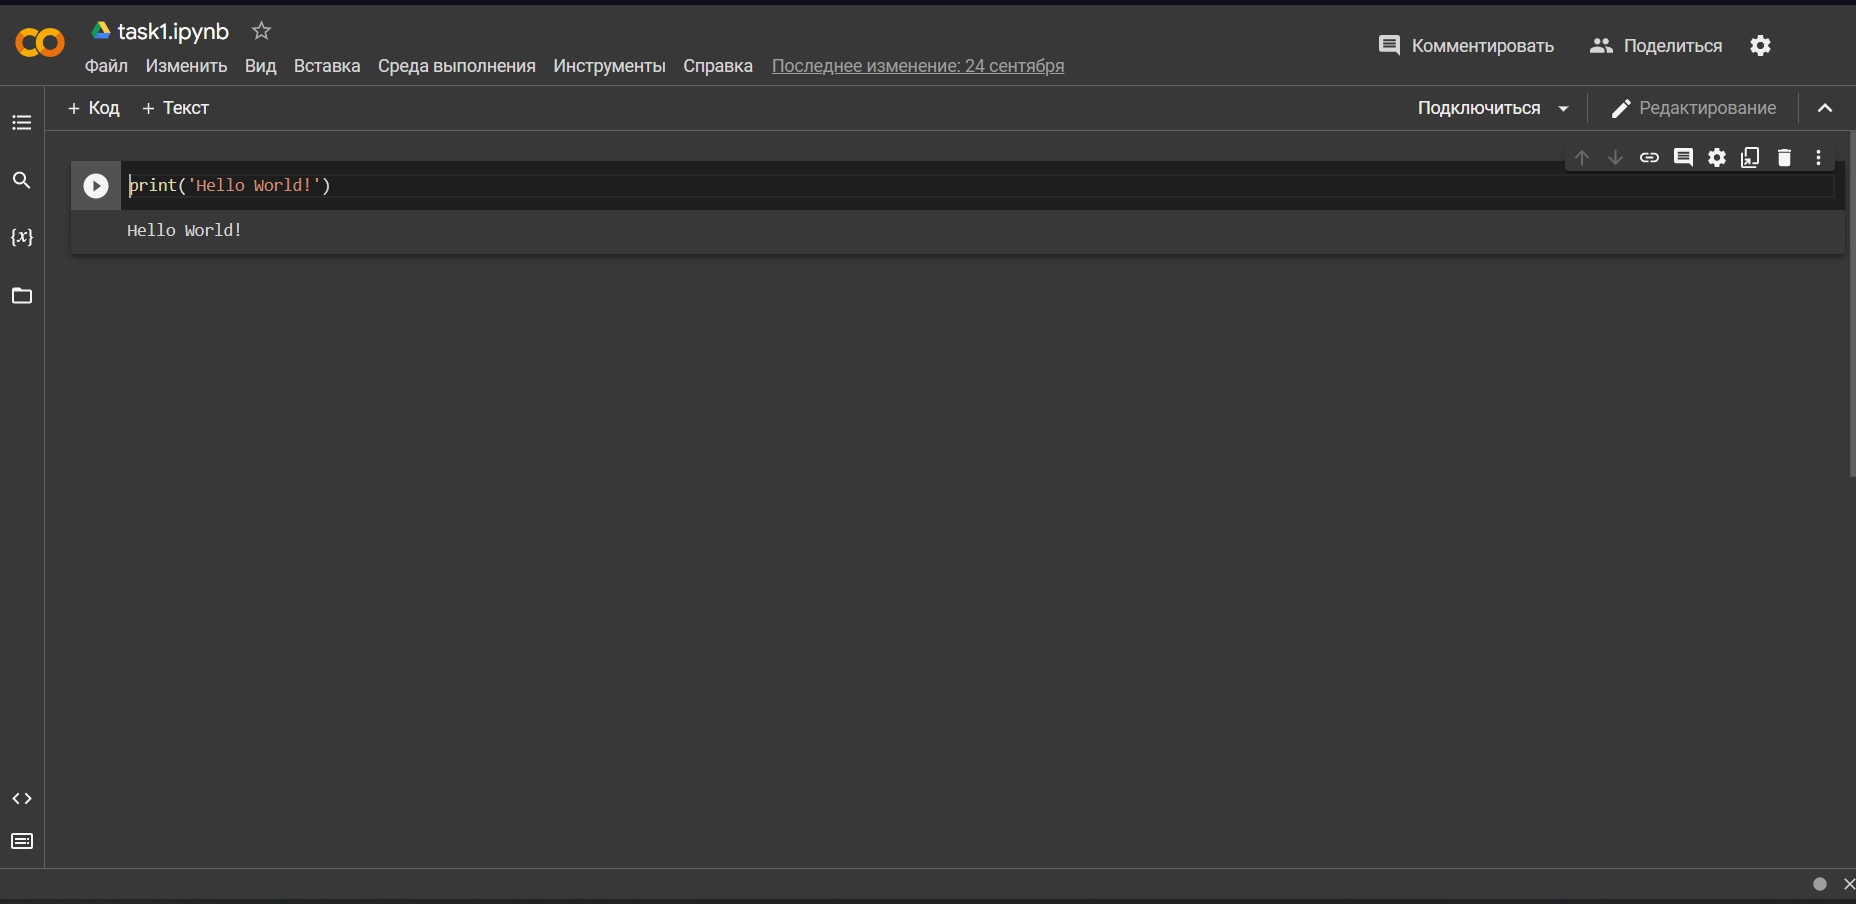 task1.ipynb
Файл Изменить Вид Вставка Среда выполнения Инструменты Справка Последнее изменение: 24 сентября
Комментировать Поделиться
+ Код + Текст
Подключиться Редактирование
print('Hello World!')
Hello World!
{x}